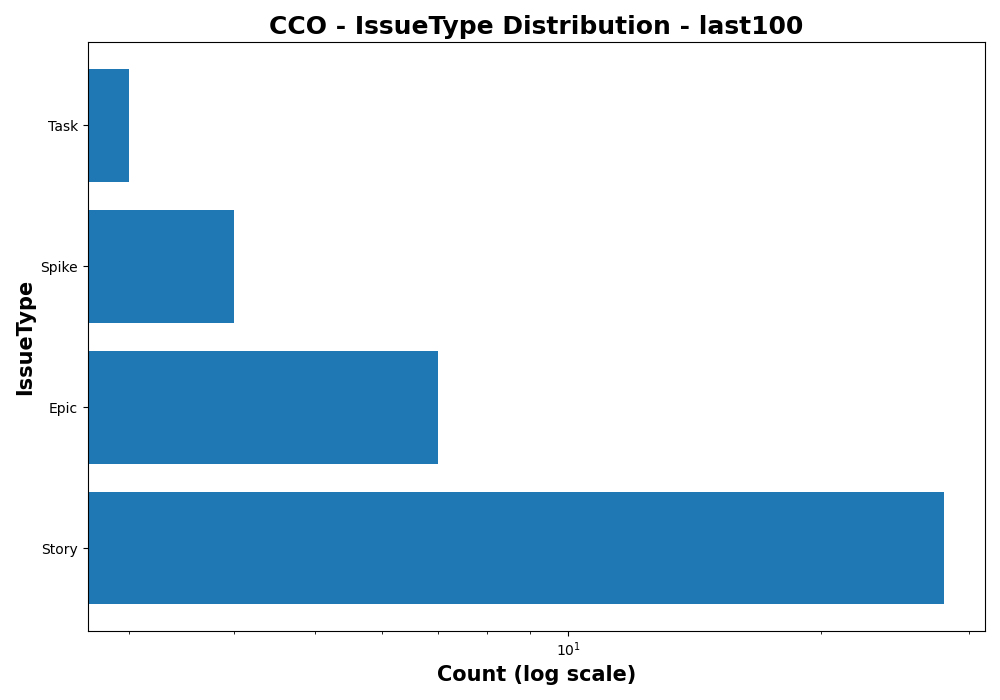 CCO - IssueType Distribution - last100
IssueType
Task
Spike
Epic
Story
10¹
Count (log scale)